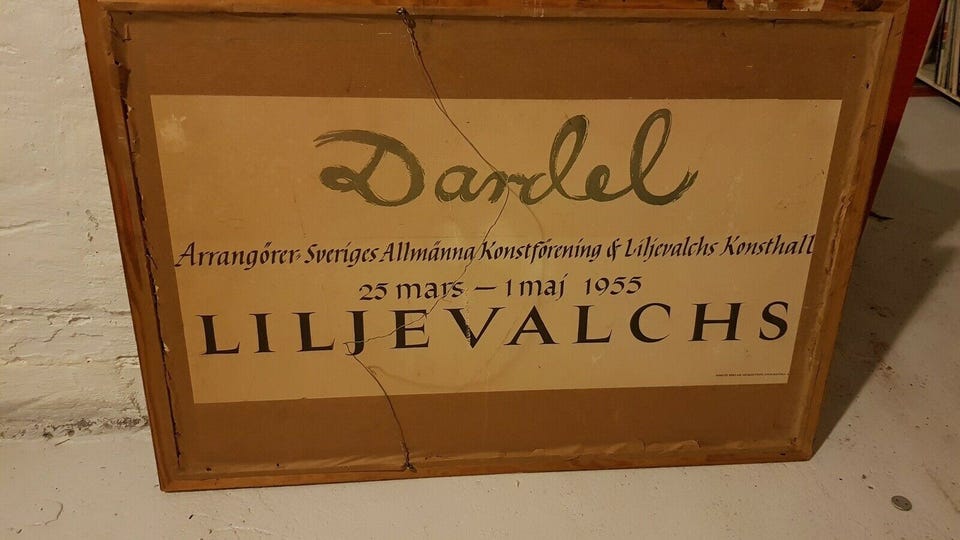 Dardel
Arrangörer: Sveriges Allmänna Konstförening & Liljevalchs Konsthall
25 mars – 1 maj 1955
LILJEVALCHS